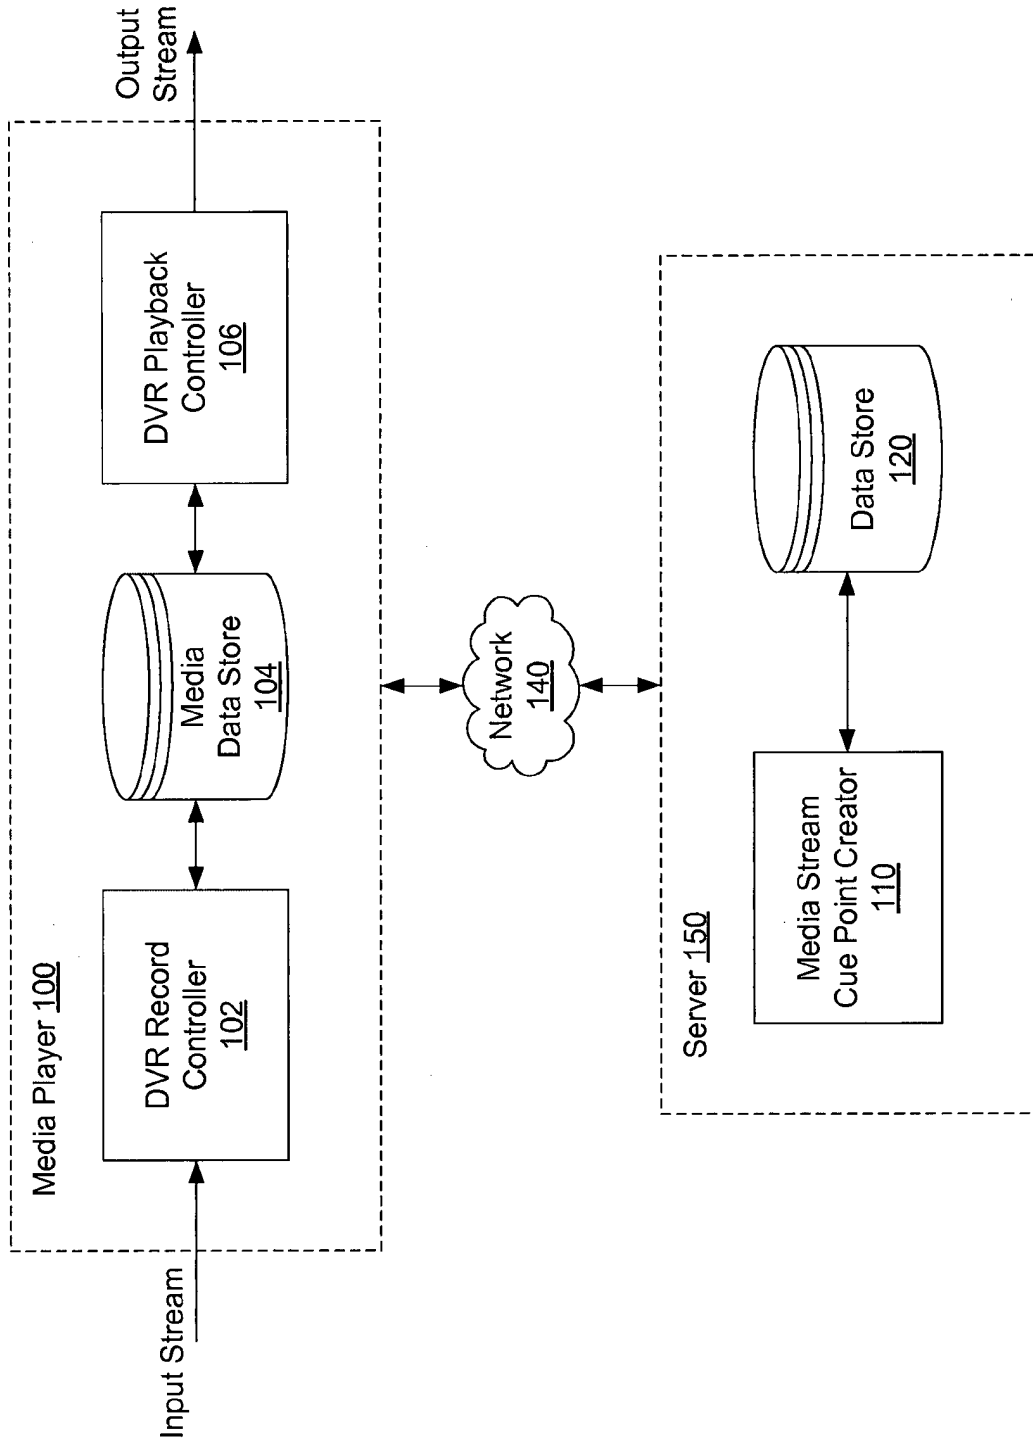 Media Player 100
Input Stream
DVR Record
Controller
102
Media
Data Store
104
DVR Playback
Controller
106
Output
Stream
Network
140
Server 150
Media Stream
Cue Point Creator
110
Data Store
120